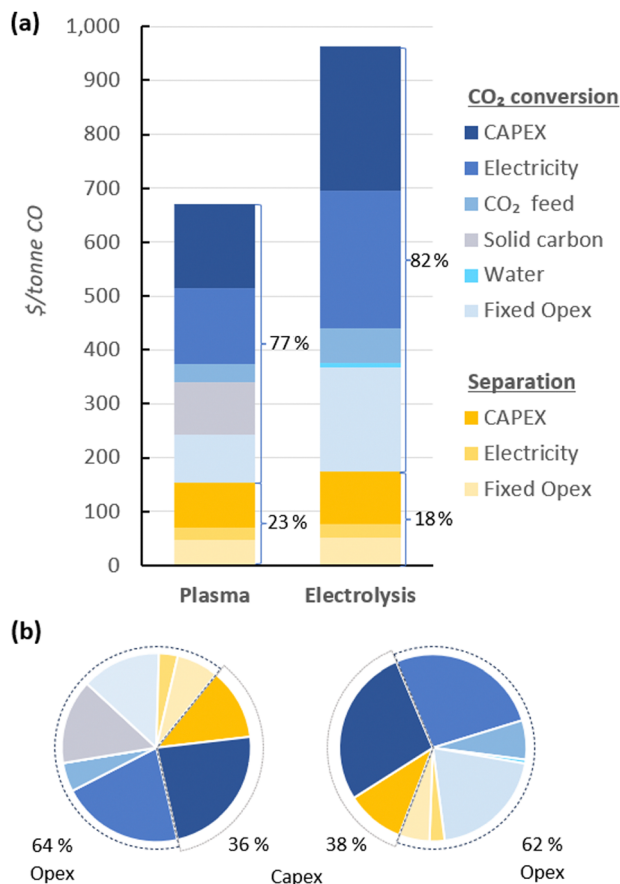 (a)
1,000
900
800
700
600
500
400
300
200
100
0
$/tonne CO
77 %
23 %
82 %
18 %
Plasma
Electrolysis
CO₂ conversion
CAPEX
Electricity
CO₂ feed
Solid carbon
Water
Fixed Opex
Separation
CAPEX
Electricity
Fixed Opex
(b)
64 %
Opex
36 %
Capex
38 %
62 %
Opex